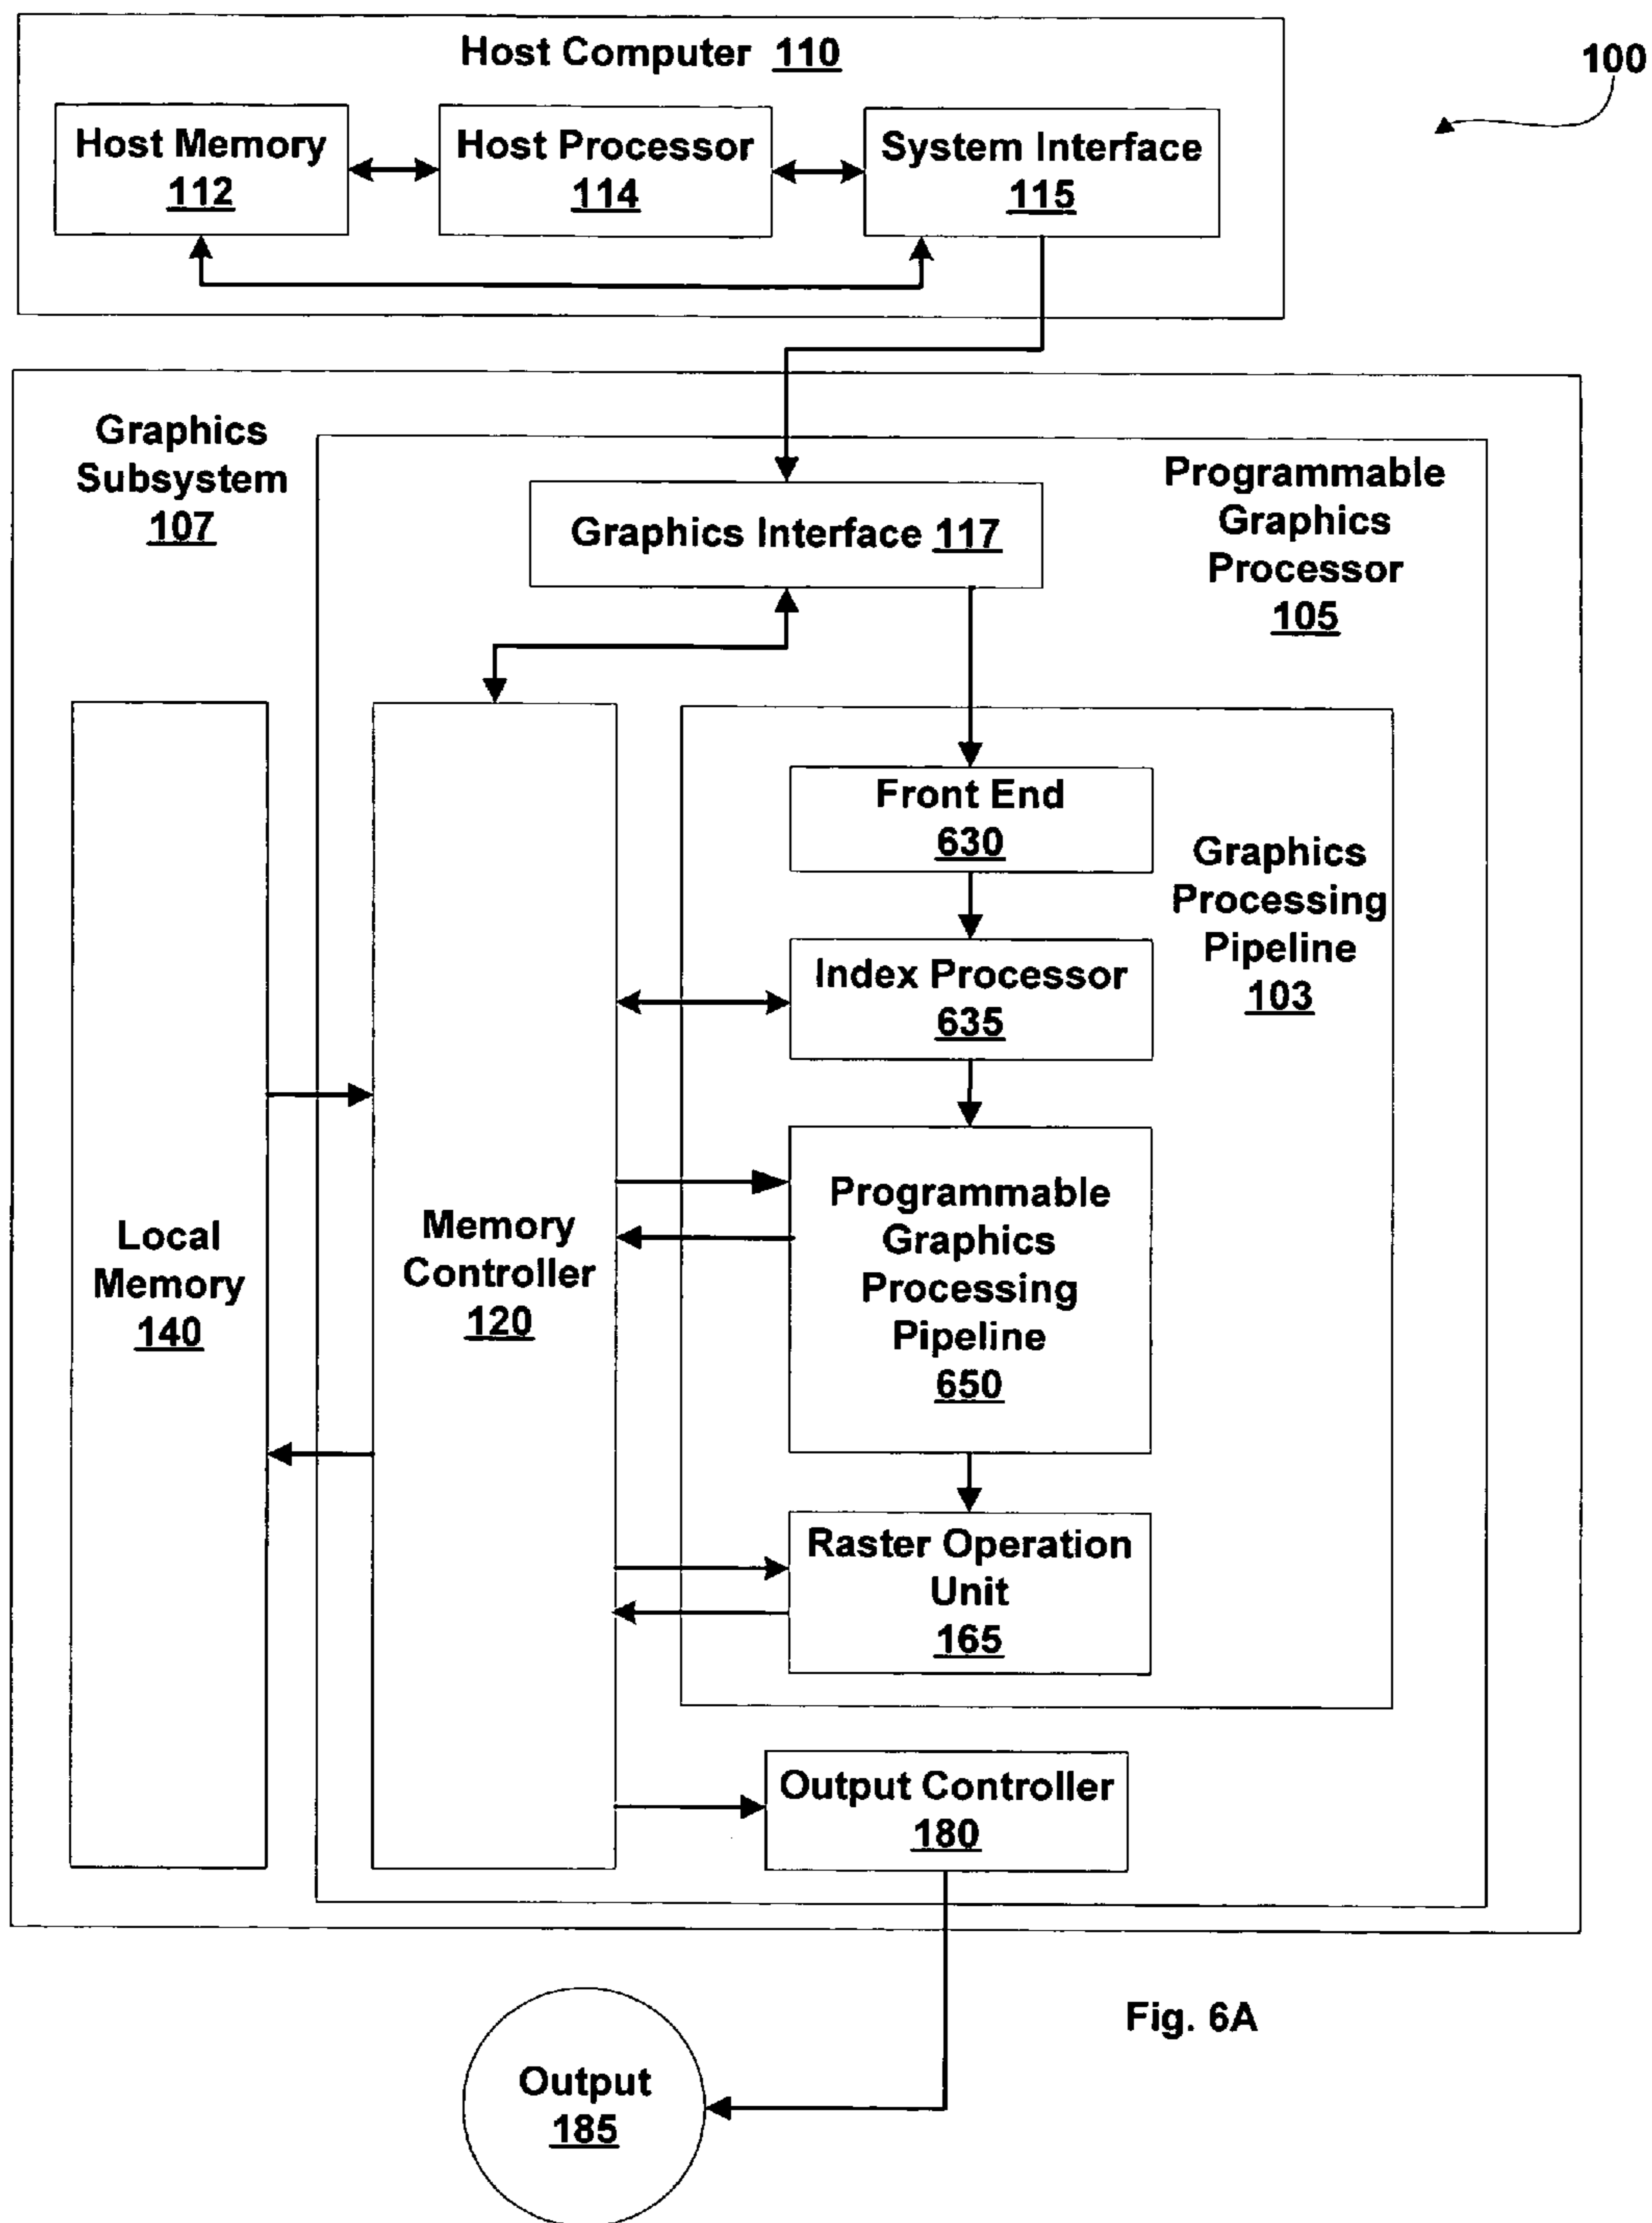 Host Computer 110
100
Host Memory
112
Host Processor
114
System Interface
115
Graphics
Subsystem
107
Programmable
Graphics
Processor
105
Graphics Interface 117
Front End
630
Graphics
Processing
Pipeline
103
Index Processor
635
Local
Memory
140
Memory
Controller
120
Programmable
Graphics
Processing
Pipeline
650
Raster Operation
Unit
165
Output Controller
180
Fig. 6A
Output
185